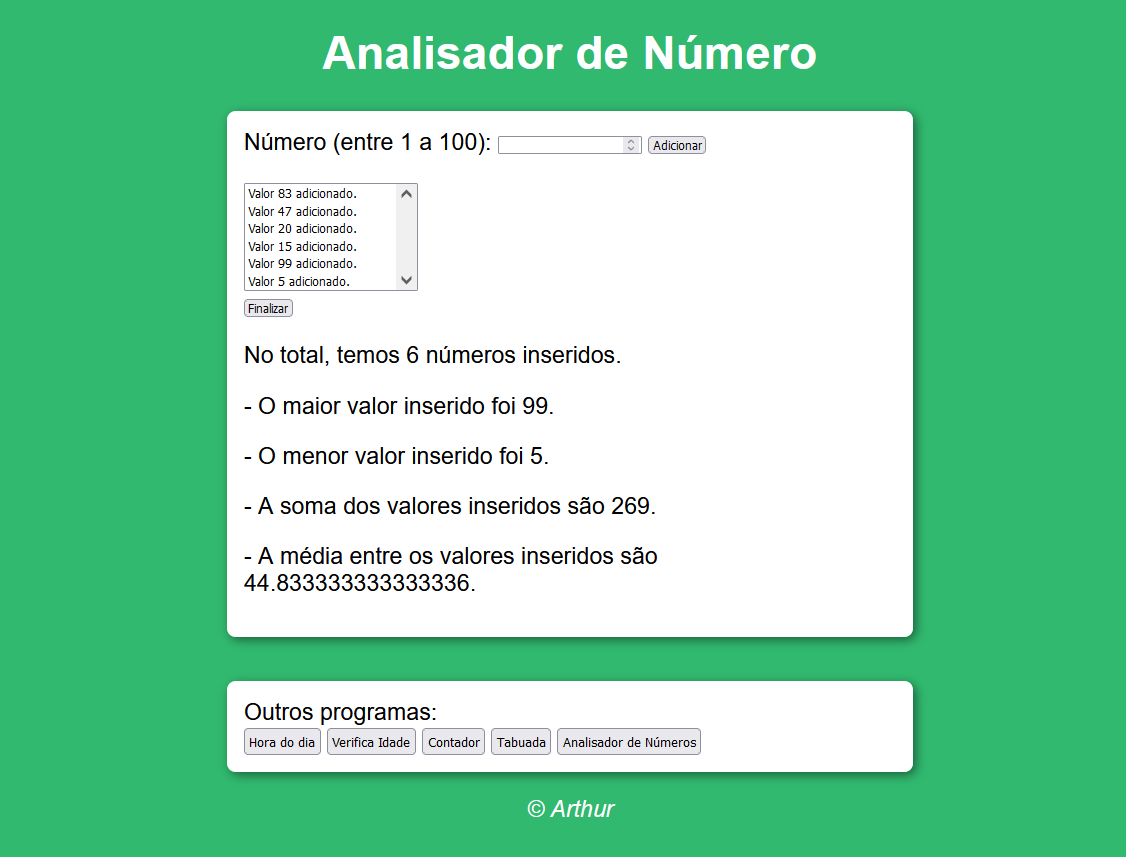 Analisador de Número
Número (entre 1 a 100): Adicionar
Valor 83 adicionado.
Valor 47 adicionado.
Valor 20 adicionado.
Valor 15 adicionado.
Valor 99 adicionado.
Valor 5 adicionado.
Finalizar
No total, temos 6 números inseridos.
- O maior valor inserido foi 99.
- O menor valor inserido foi 5.
- A soma dos valores inseridos são 269.
- A média entre os valores inseridos são
44.833333333333336.
Outros programas:
Hora do dia Verifica Idade Contador Tabuada Analisador de Números
© Arthur